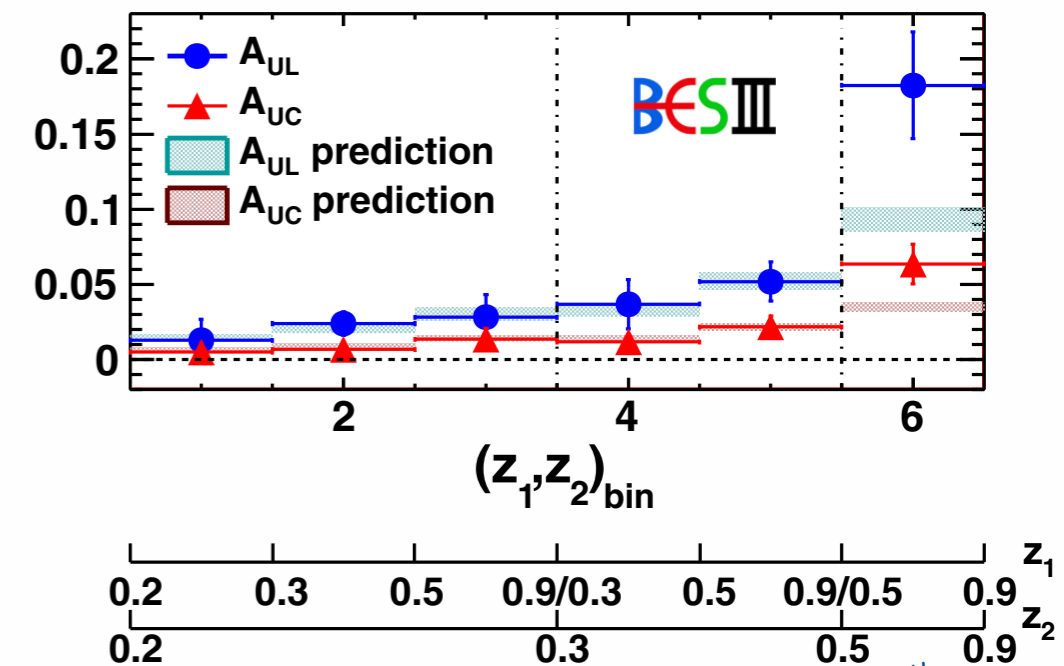 0.2
0.15
0.1
0.05
0
A_UL
A_UC
A_UL prediction
A_UC prediction
BESIII
2 4 6
(z_1,z_2)_bin
z_1
0.2 0.3 0.5 0.9/0.3 0.5 0.9/0.5 0.9
z_2
0.2 0.3 0.5 0.9